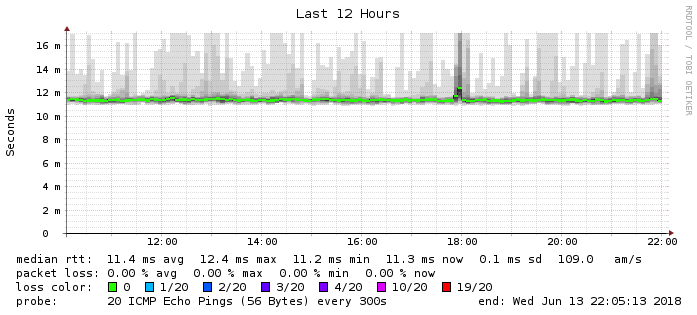 Last 12 Hours
RRDTOOL / TOBI OETIKER
Seconds
16 m
14 m
12 m
10 m
8 m
6 m
4 m
2 m
0
12:00 14:00 16:00 18:00 20:00 22:00
median rtt: 11.4 ms avg 12.4 ms max 11.2 ms min 11.3 ms now 0.1 ms sd 109.0 am/s
packet loss: 0.00 % avg 0.00 % max 0.00 % min 0.00 % now
loss color: 0 1/20 2/20 3/20 4/20 10/20 19/20
probe: 20 ICMP Echo Pings (56 Bytes) every 300s end: Wed Jun 13 22:05:13 2018